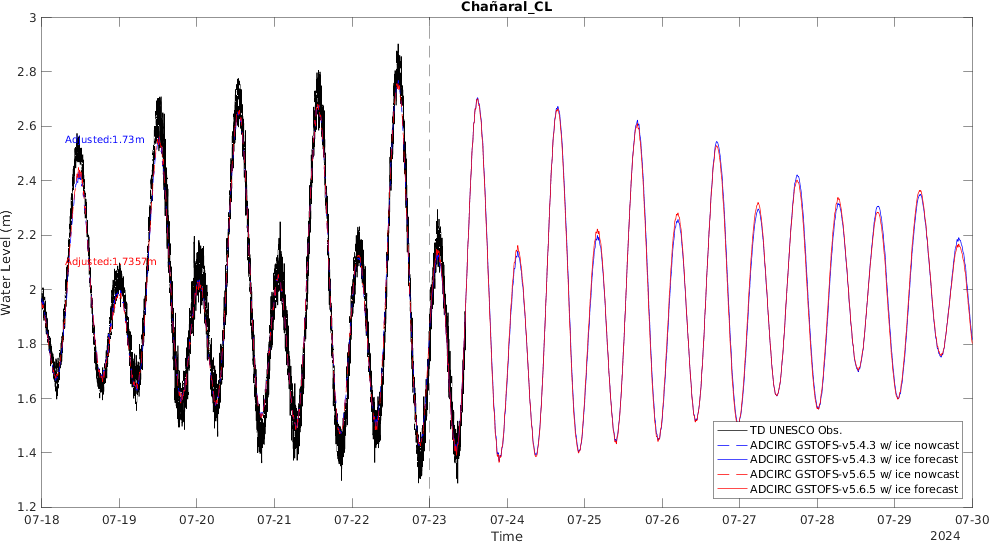 Chañaral_CL
Water Level (m)
3
2.8
2.6
2.4
2.2
2
1.8
1.6
1.4
1.2
Adjusted:1.73m
Adjusted:1.7357m
TD UNESCO Obs.
ADCIRC GSTOFS-v5.4.3 w/ ice nowcast
ADCIRC GSTOFS-v5.4.3 w/ ice forecast
ADCIRC GSTOFS-v5.6.5 w/ ice nowcast
ADCIRC GSTOFS-v5.6.5 w/ ice forecast
07-18 07-19 07-20 07-21 07-22 07-23 07-24 07-25 07-26 07-27 07-28 07-29 07-30
Time
2024